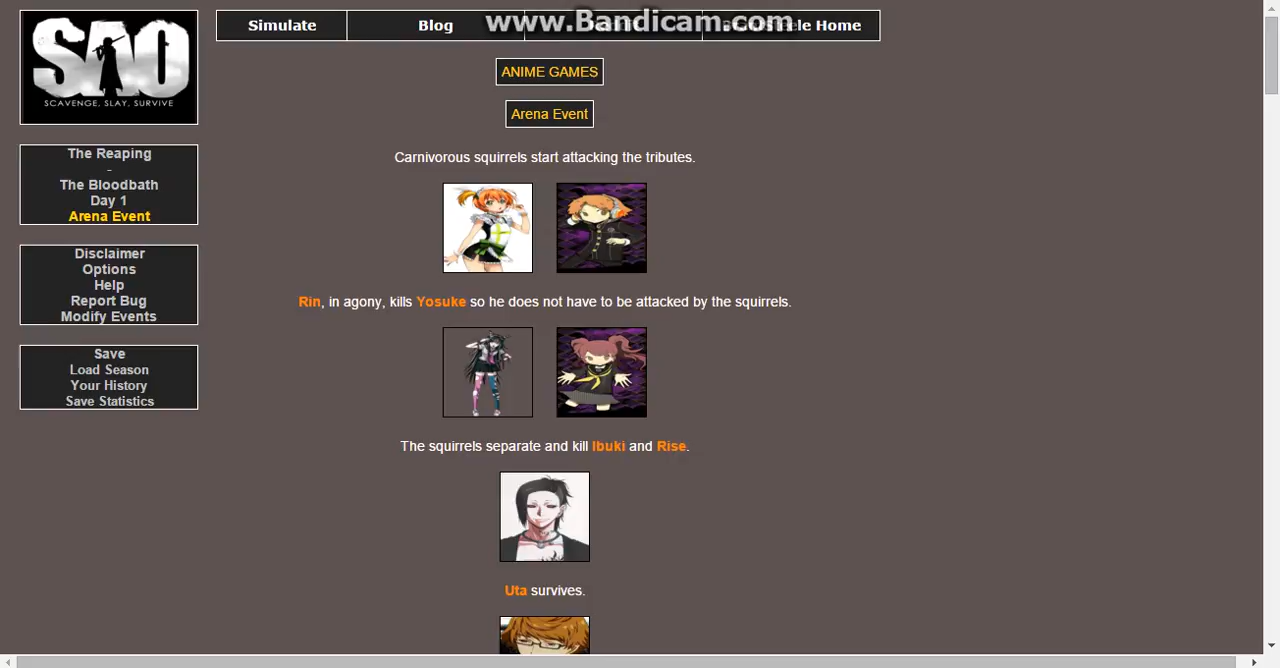 www.Bandicam.com
SAO
SCAVENGE, SLAY, SURVIVE
Simulate
Blog
Home
ANIME GAMES
Arena Event
The Reaping
-
The Bloodbath
Day 1
Arena Event
Disclaimer
Options
Help
Report Bug
Modify Events
Save
Load Season
Your History
Save Statistics
Carnivorous squirrels start attacking the tributes.
Rin, in agony, kills Yosuke so he does not have to be attacked by the squirrels.
The squirrels separate and kill Ibuki and Rise.
Uta survives.